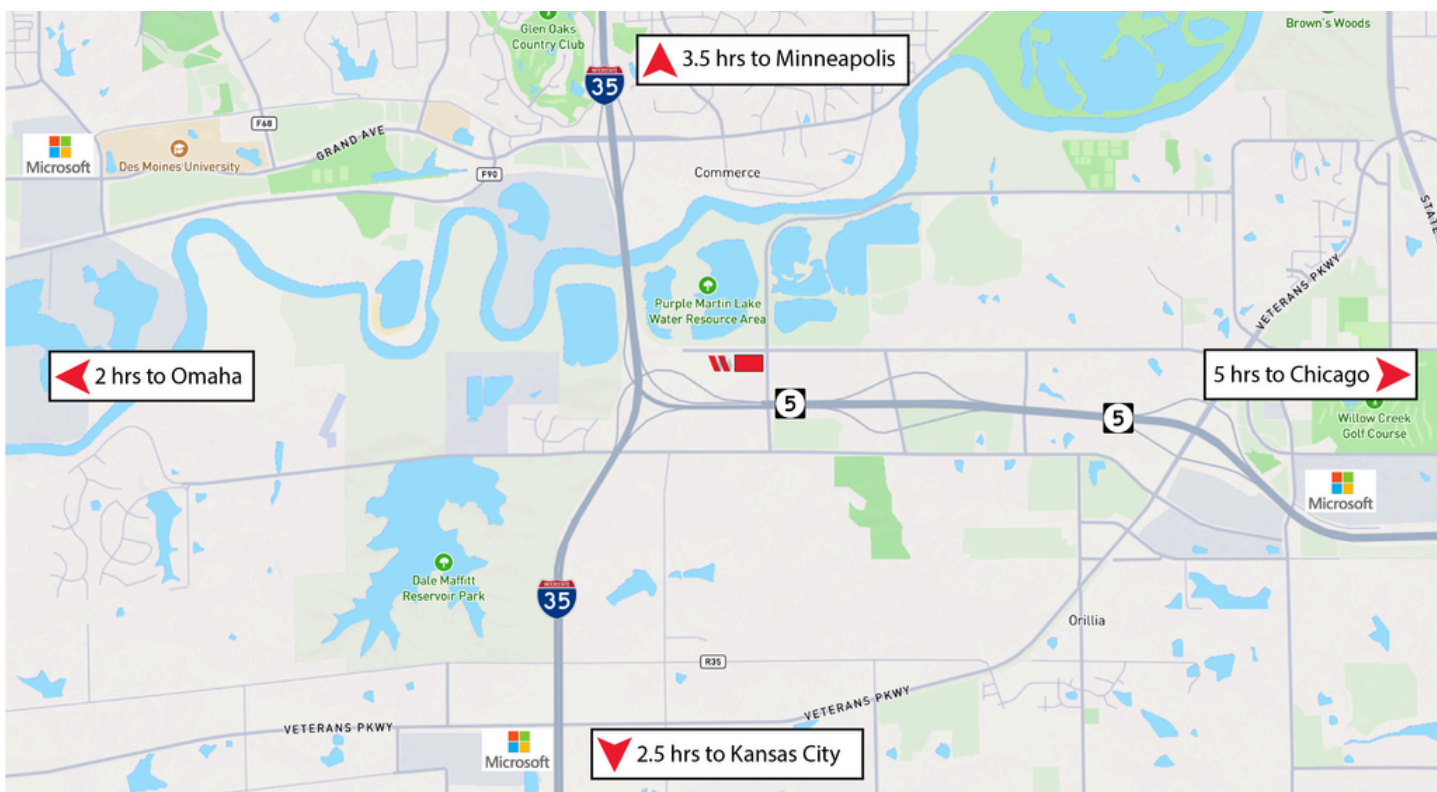 Glen Oaks
Country Club
Brown's Woods
3.5 hrs to Minneapolis
INTERSTATE
35
F68
GRAND AVE
Microsoft
Des Moines University
F90
Commerce
STATE
Purple Martin Lake
Water Resource Area
VETERANS PKWY
2 hrs to Omaha
5 hrs to Chicago
5
5
Willow Creek
Golf Course
Microsoft
Dale Maffitt
Reservoir Park
INTERSTATE
35
Orillia
R35
VETERANS PKWY
VETERANS PKWY
Microsoft
2.5 hrs to Kansas City